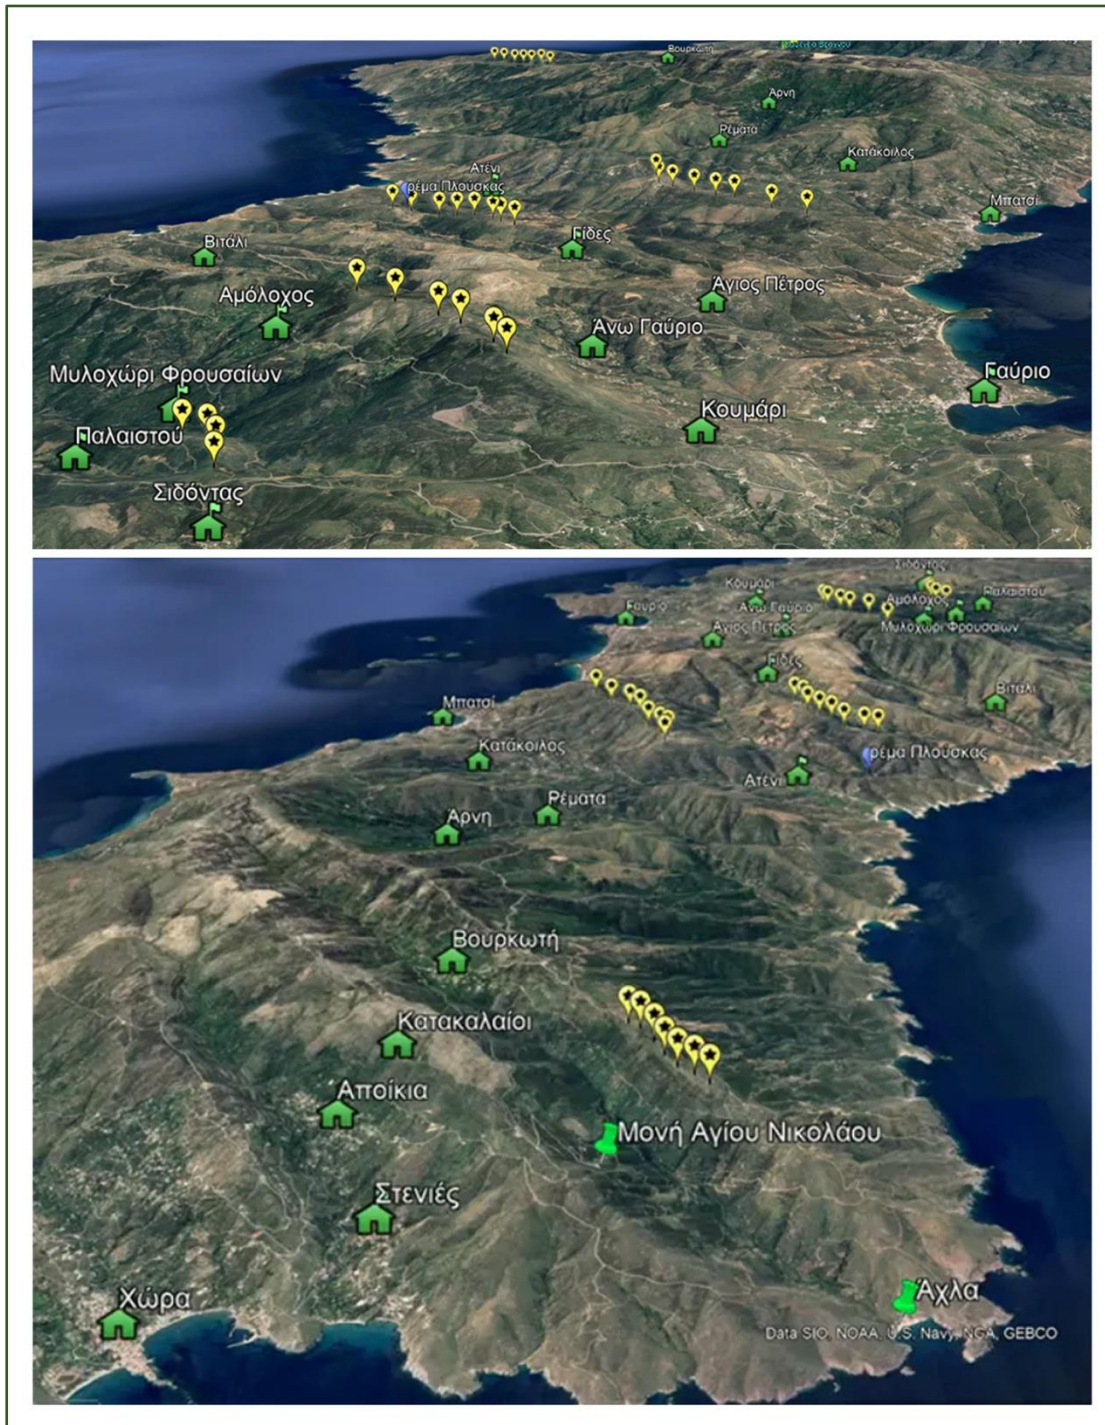 Βουρκωτή
Άρνη
Ρέματα
Κατάκοιλος
Ατένι
ρέμα Πλούσκας
Μπατσί
Βιτάλι
Γίδες
Αμόλοχος
Άγιος Πέτρος
Άνω Γαύριο
Μυλοχώρι Φρουσαίων
Γαύριο
Κουμάρι
Παλαιστού
Σιδόντας
Σιδόντας
Κουμάρι
Αμόλοχος
Παλαιστού
Γαύριο
Άνω Γαύριο
Άγιος Πέτρος
Μυλοχώρι Φρουσαίων
Γίδες
Βιτάλι
Μπατσί
Κατάκοιλος
ρέμα Πλούσκας
Ατένι
Ρέματα
Άρνη
Βουρκωτή
Κατακαλαίοι
Αποίκια
Μονή Αγίου Νικολάου
Στενιές
Άχλα
Χώρα
Data SIO, NOAA, U.S. Navy, NGA, GEBCO